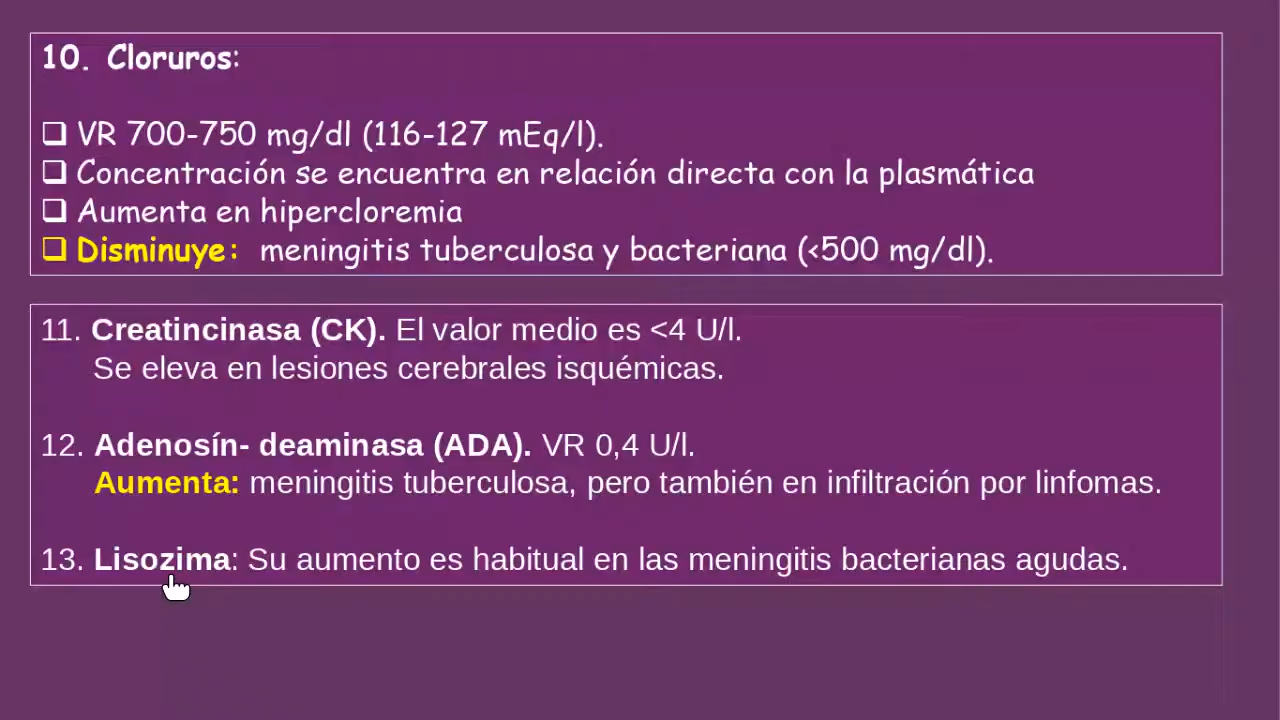 10. Cloruros:
❑ VR 700-750 mg/dl (116-127 mEq/l).
❑ Concentración se encuentra en relación directa con la plasmática
❑ Aumenta en hipercloremia
❑ Disminuye: meningitis tuberculosa y bacteriana (<500 mg/dl).
11. Creatincinasa (CK). El valor medio es <4 U/l.
Se eleva en lesiones cerebrales isquémicas.
12. Adenosín- deaminasa (ADA). VR 0,4 U/l.
Aumenta: meningitis tuberculosa, pero también en infiltración por linfomas.
13. Lisozima: Su aumento es habitual en las meningitis bacterianas agudas.